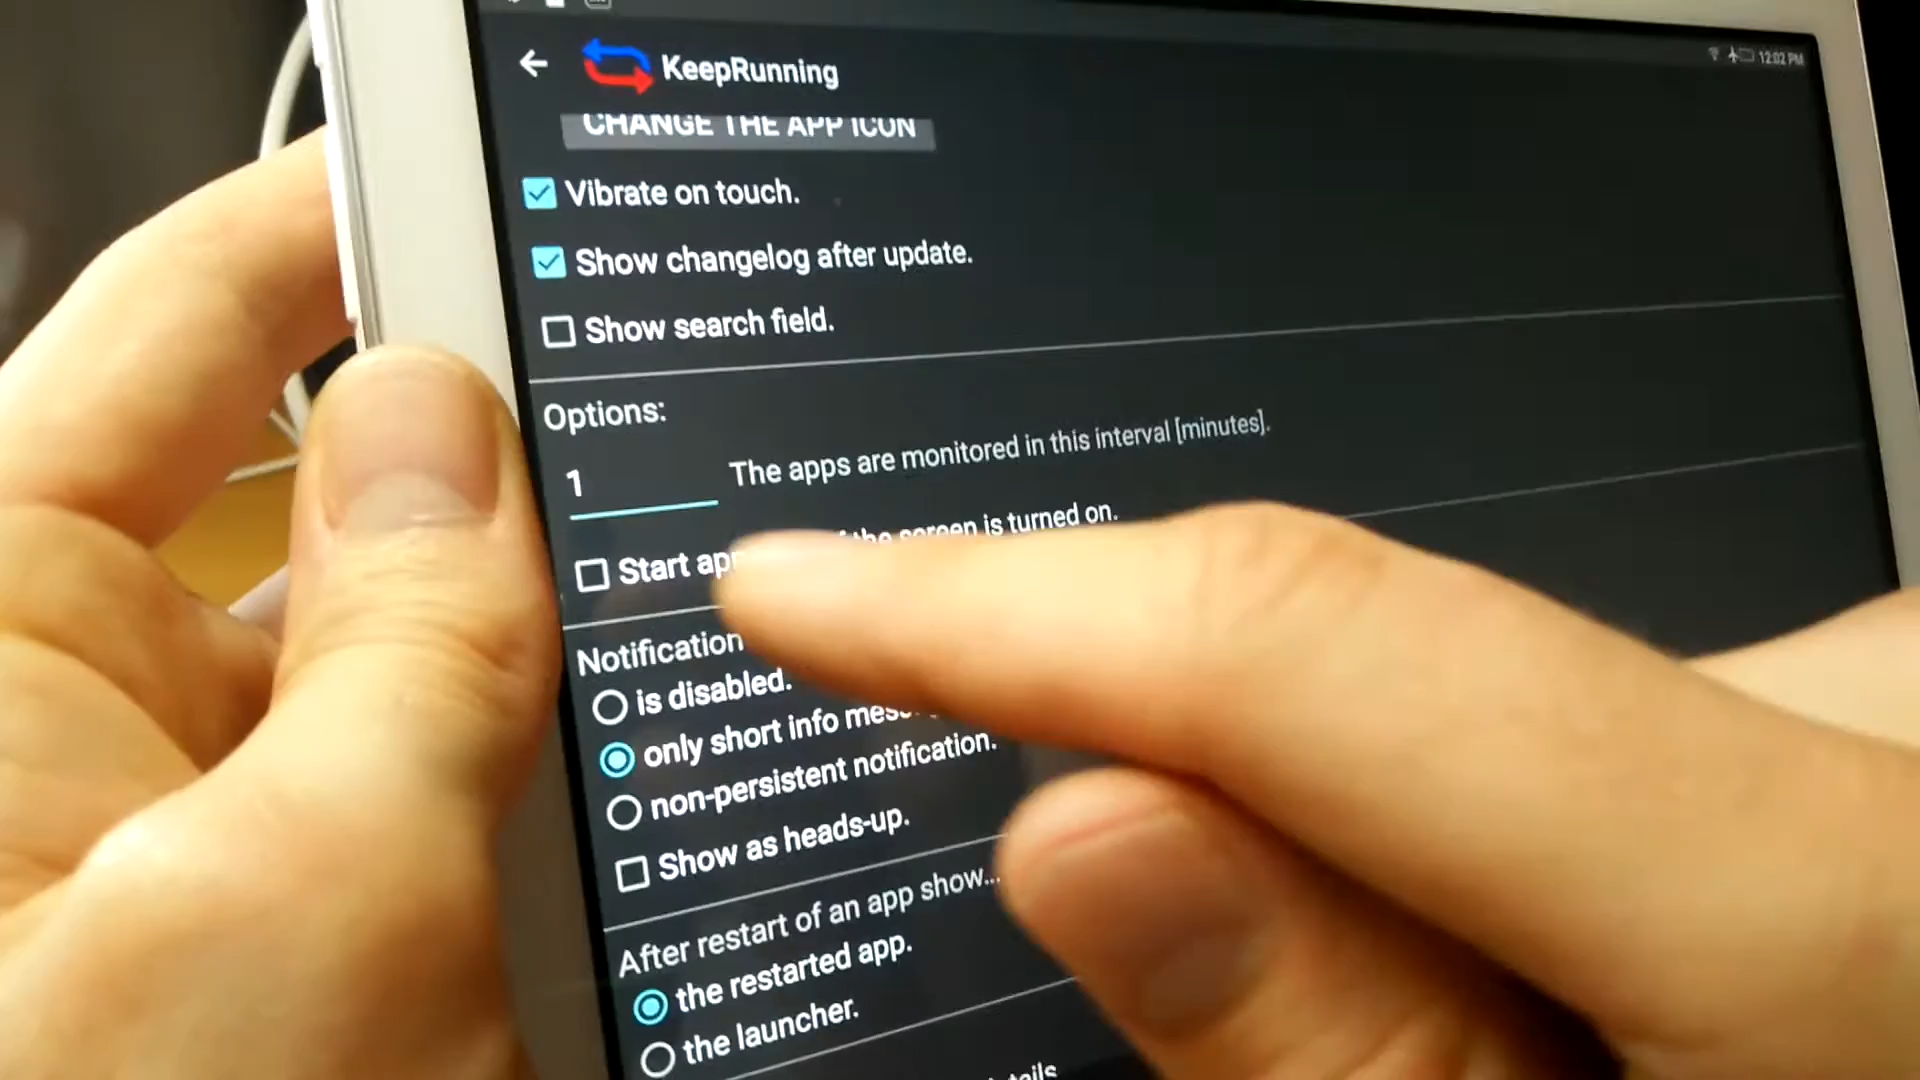 KeepRunning
12:02 PM
CHANGE THE APP ICON
Vibrate on touch.
Show changelog after update.
Show search field.
Options:
1 The apps are monitored in this interval [minutes].
Start the screen is turned on.
Notification
is disabled.
only short info
non-persistent notification.
Show as heads-up.
After restart of an app show...
the restarted app.
the launcher.